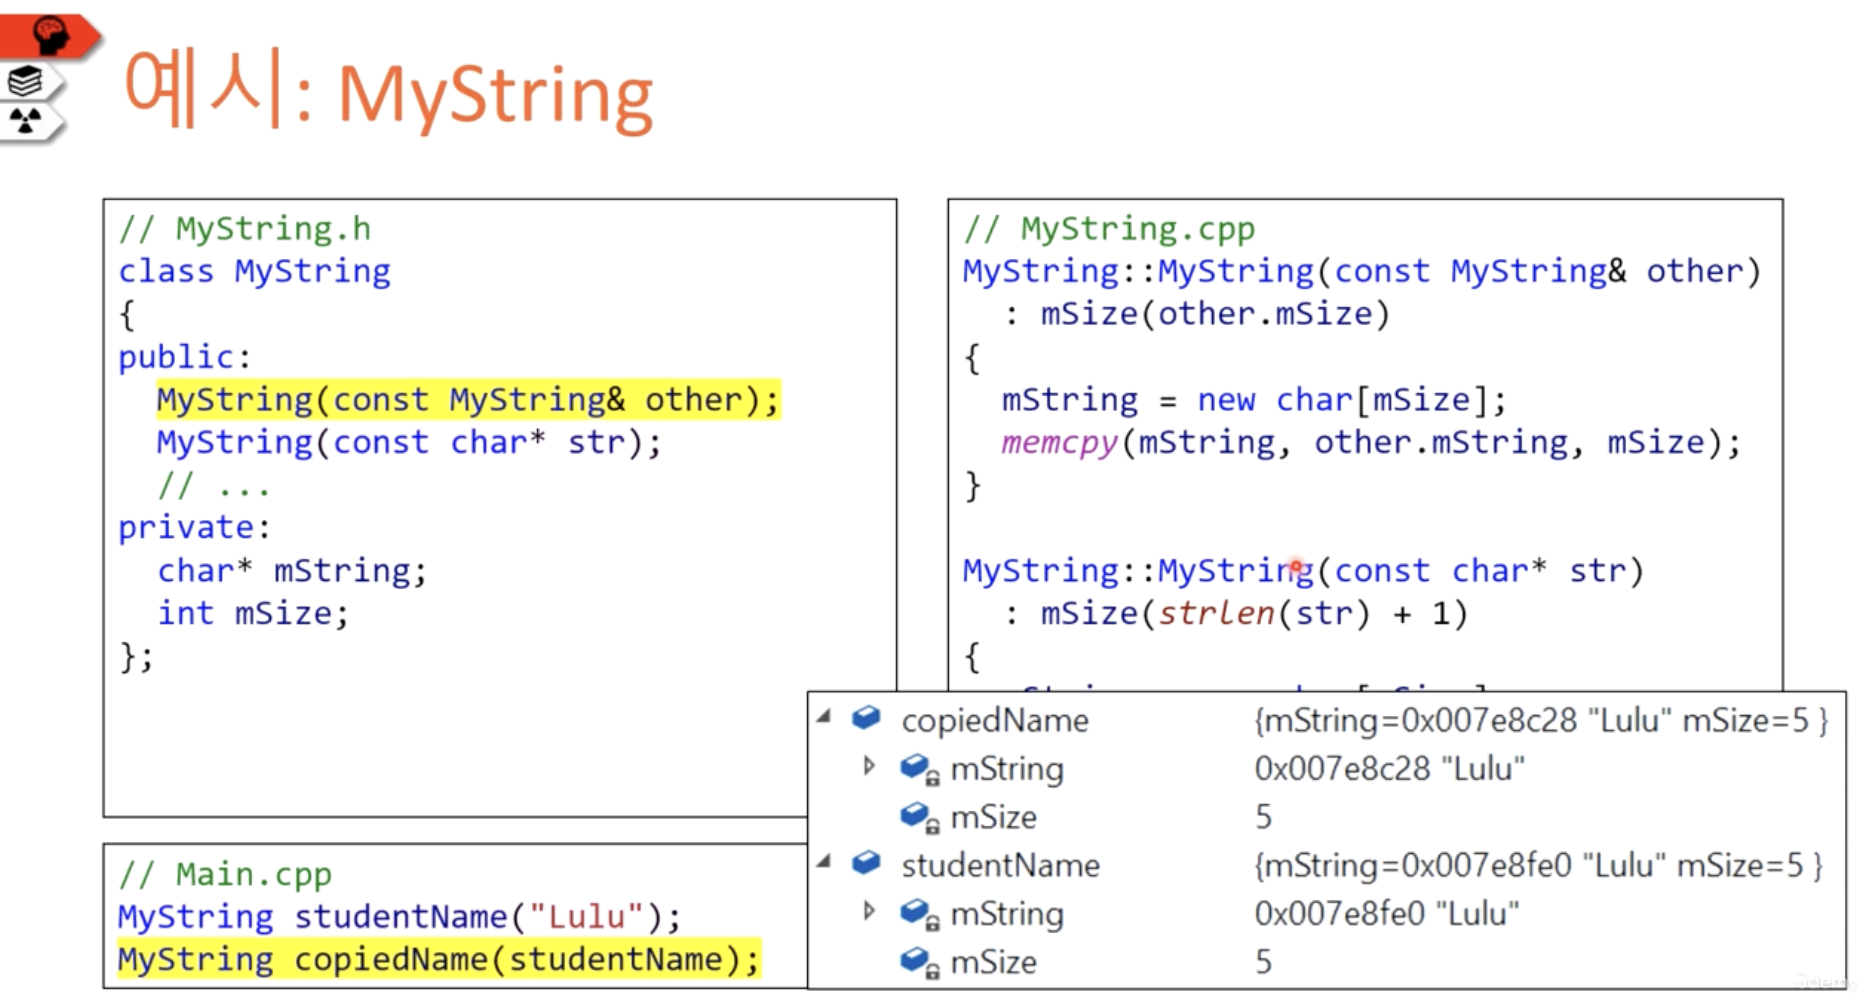 예시: MyString
// MyString.h
class MyString
{
public:
MyString(const MyString& other);
MyString(const char* str);
// ...
private:
char* mString;
int mSize;
};
// MyString.cpp
MyString::MyString(const MyString& other)
: mSize(other.mSize)
{
mString = new char[mSize];
memcpy(mString, other.mString, mSize);
}
MyString::MyString(const char* str)
: mSize(strlen(str) + 1)
{
// Main.cpp
MyString studentName("Lulu");
MyString copiedName(studentName);
copiedName {mString=0x007e8c28 "Lulu" mSize=5 }
mString 0x007e8c28 "Lulu"
mSize 5
studentName {mString=0x007e8fe0 "Lulu" mSize=5 }
mString 0x007e8fe0 "Lulu"
mSize 5